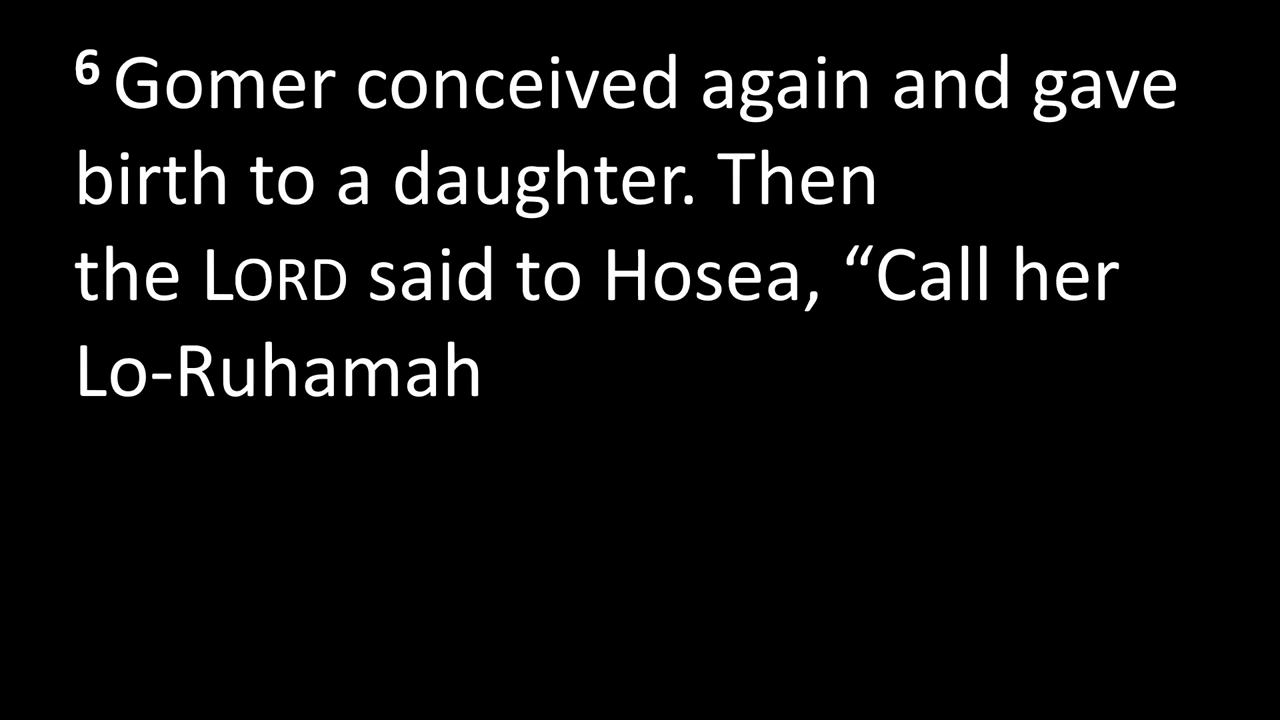 6 Gomer conceived again and gave
birth to a daughter. Then
the LORD said to Hosea, “Call her
Lo-Ruhamah